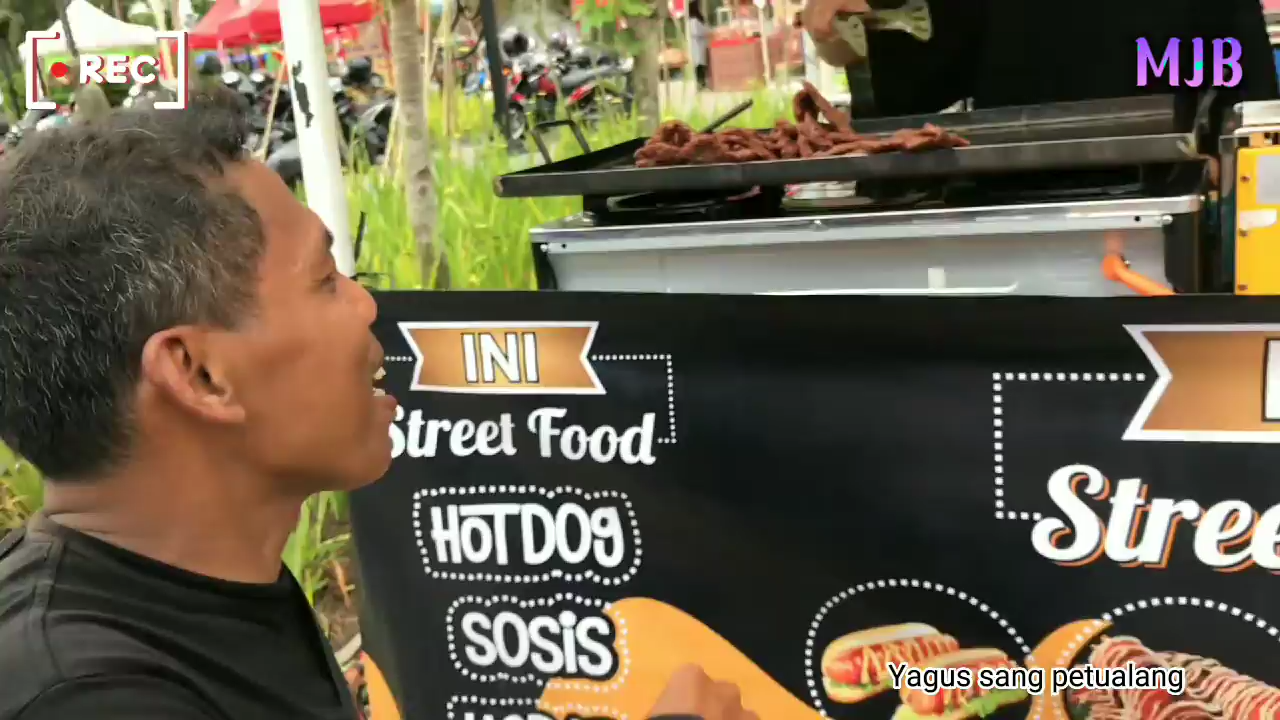 REC
MJB
INI
Street Food
HOTDOG
SOSIS
Stree
Yagus sang petualang